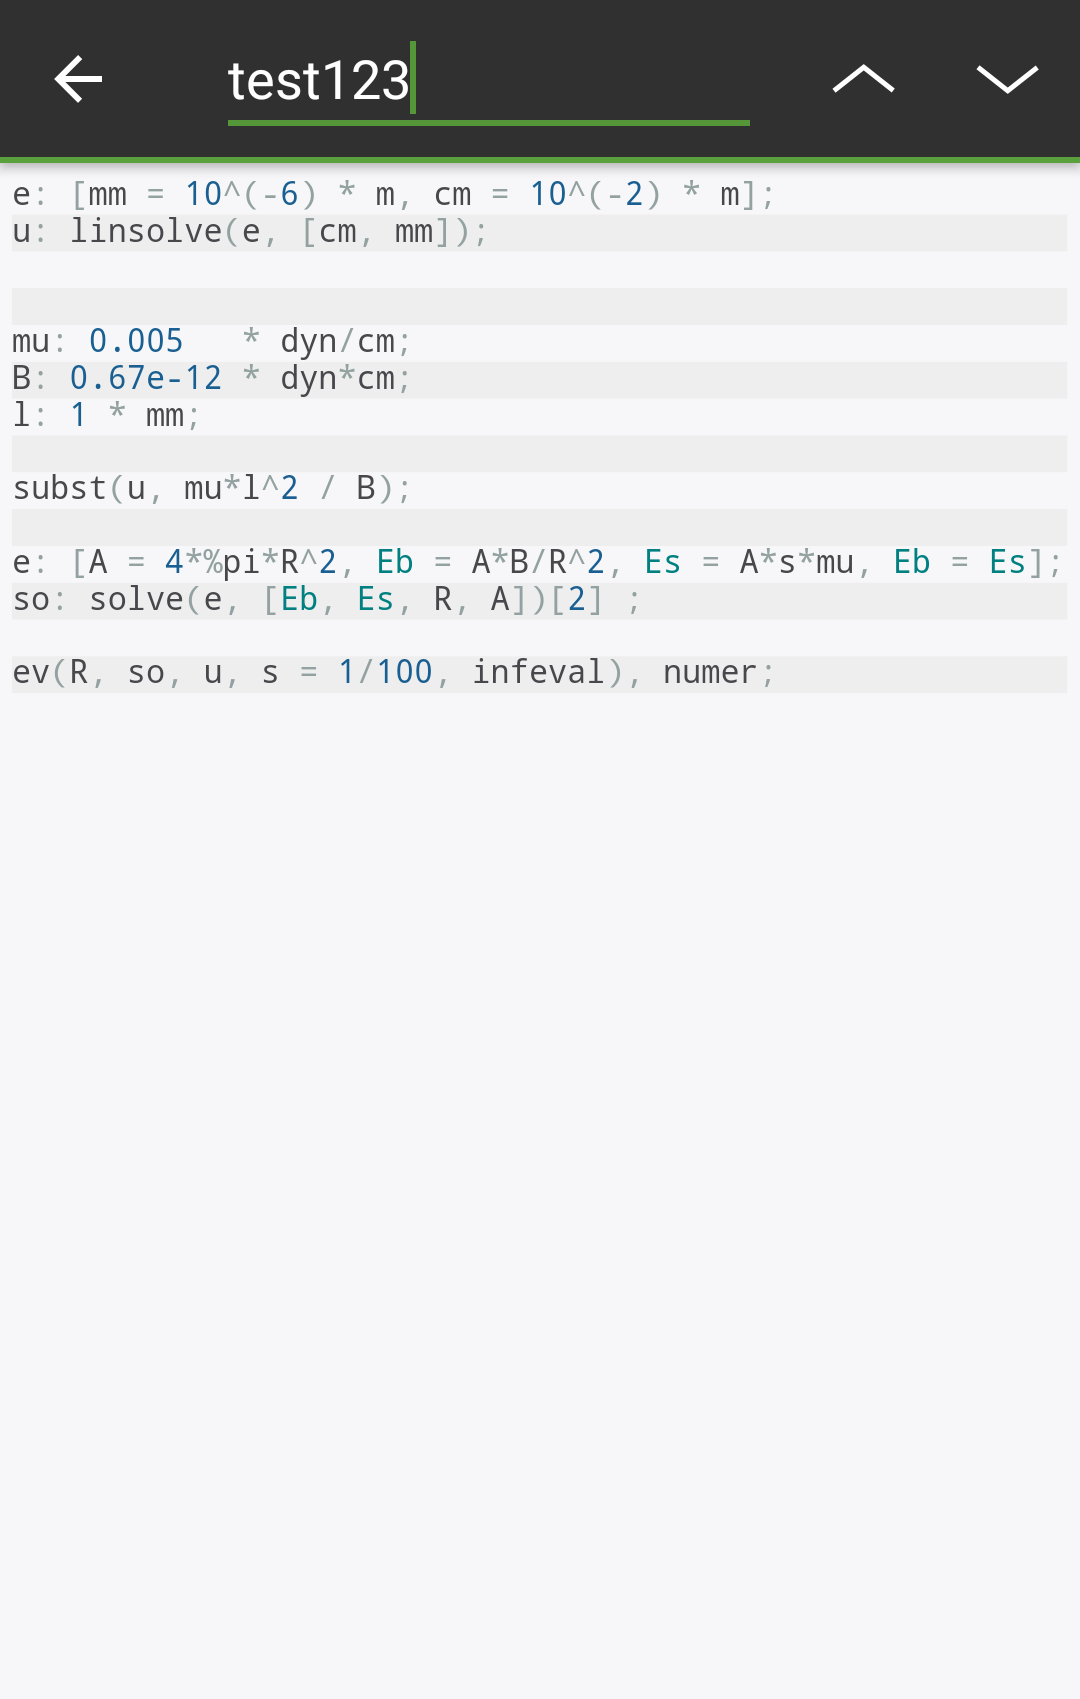 test123
e: [mm = 10^(-6) * m, cm = 10^(-2) * m];
u: linsolve(e, [cm, mm]);
mu: 0.005   * dyn/cm;
B: 0.67e-12 * dyn*cm;
l: 1 * mm;
subst(u, mu*l^2 / B);
e: [A = 4*%pi*R^2, Eb = A*B/R^2, Es = A*s*mu, Eb = Es];
so: solve(e, [Eb, Es, R, A])[2] ;
ev(R, so, u, s = 1/100, infeval), numer;